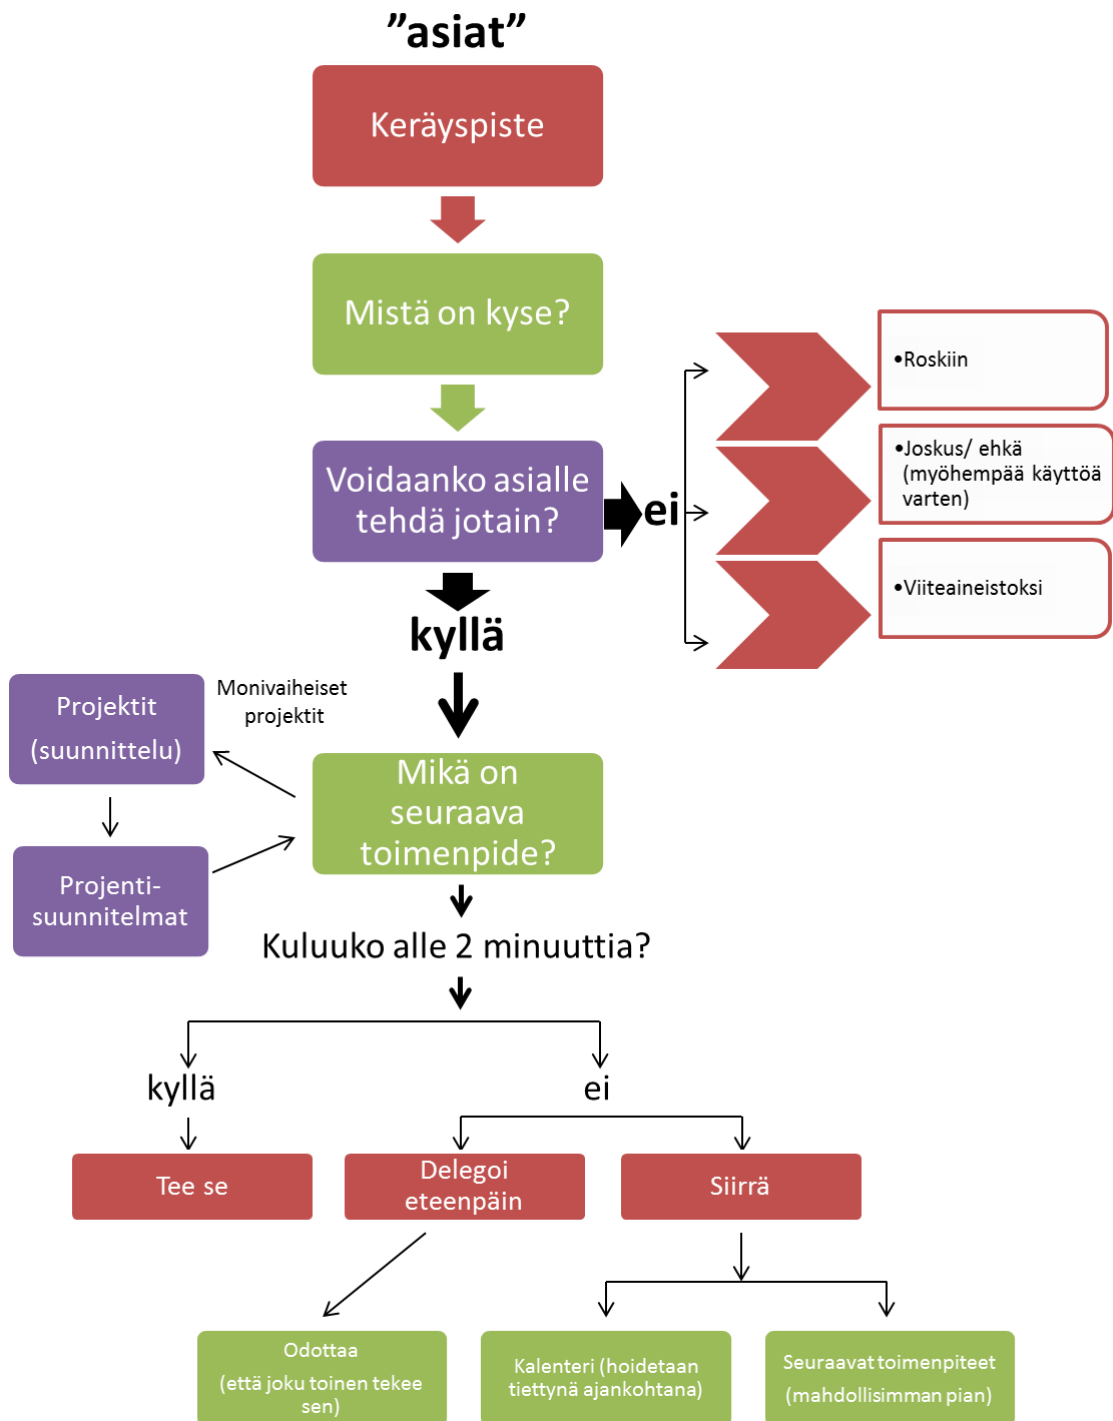 ”asiat”
Keräyspiste
Mistä on kyse?
Voidaanko asialle
tehdä jotain?
ei
•Roskiin
•Joskus/ ehkä
(myöhempää käyttöä
varten)
•Viiteaineistoksi
kyllä
Projektit
(suunnittelu)
Monivaiheiset
projektit
Mikä on
seuraava
toimenpide?
Projenti-
suunnitelmat
Kuluuko alle 2 minuuttia?
kyllä
ei
Tee se
Delegoi
eteenpäin
Siirrä
Odottaa
(että joku toinen tekee
sen)
Kalenteri (hoidetaan
tiettynä ajankohtana)
Seuraavat toimenpiteet
(mahdollisimman pian)